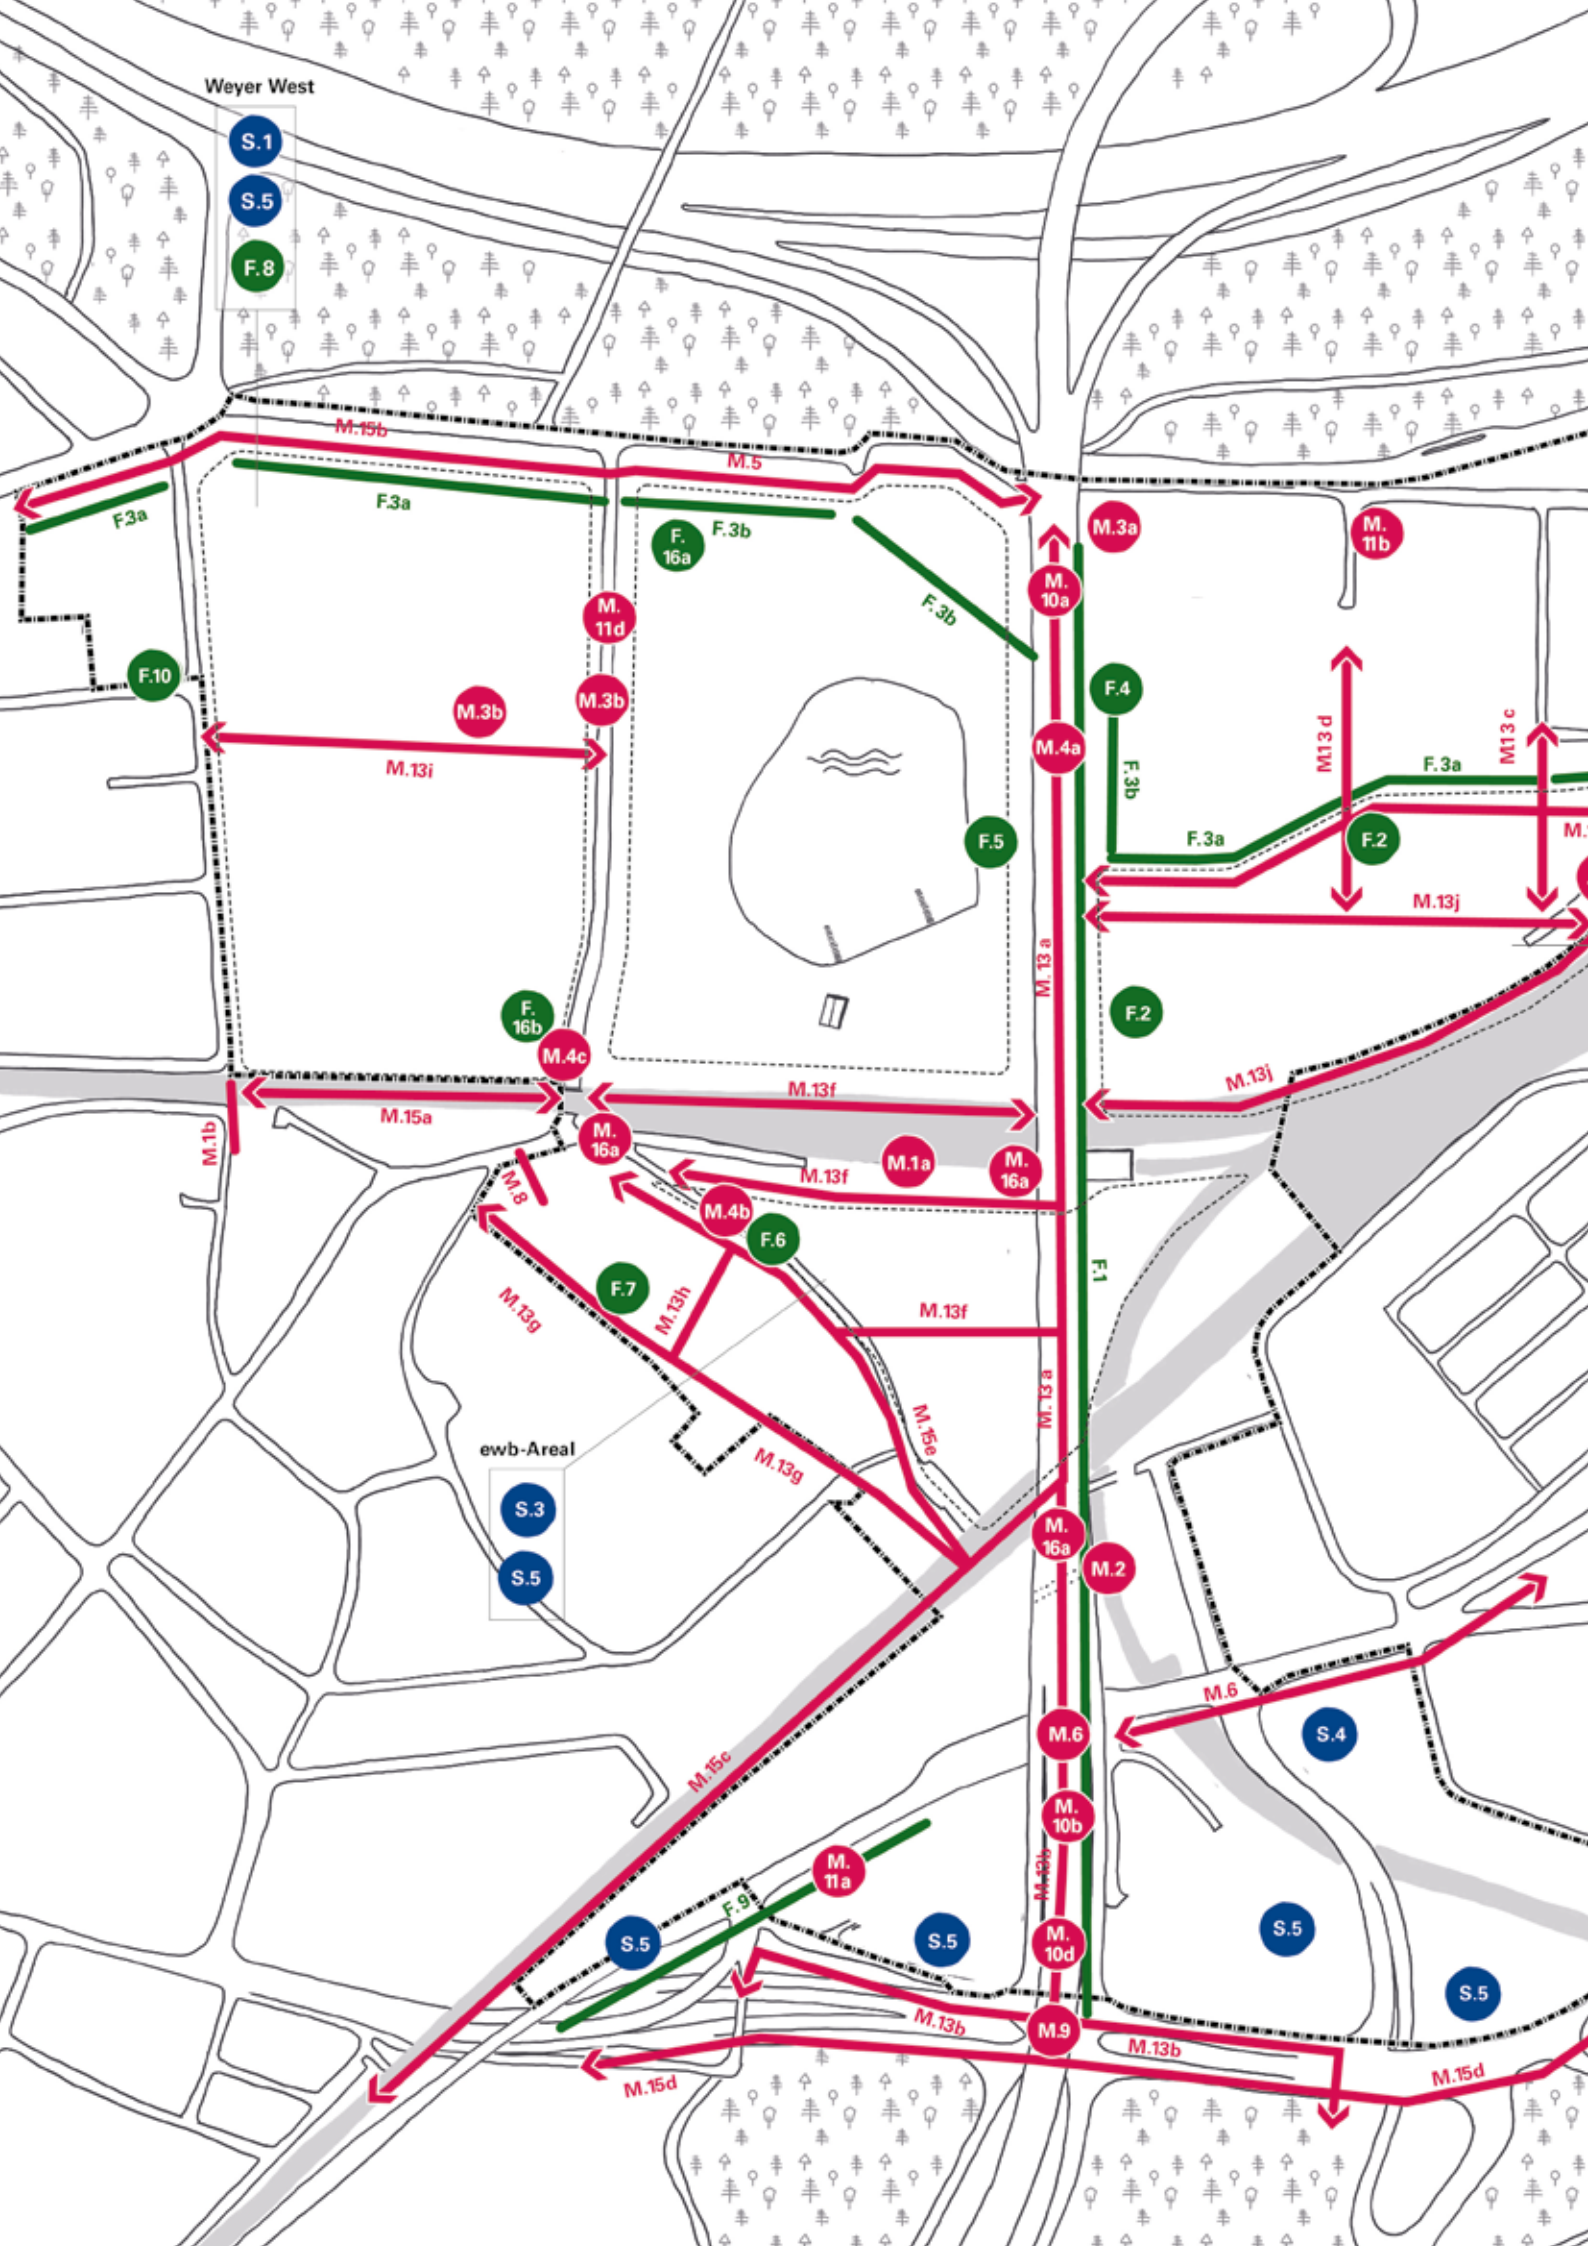 Weyer West
S.1
S.5
F.8
M.15b
M.5
F.3a
F.3a
F.3b
F.
16a
M.3a
M.
11b
M.
10a
F.3b
M.
11d
F.10
F.4
M.3b
M.3b
M.13i
M.4a
M.13 d
M.13 c
F.3b
F.3a
F.3a
F.2
F.5
M.13j
M. 13 a
F.
16b
F.2
M.4c
M.13f
M.13j
M.15a
M.1b
M.
16a
M.1a
M.
16a
M.13f
M.8
M.4b
F.6
F.7
F.1
M.13g
M.13h
M.13f
M. 13 a
M.15e
ewb-Areal
M.13g
S.3
S.5
M.
16a
M.2
M.6
M.6
S.4
M.15c
M.
10b
M.
11a
M.13b
F.9
S.5
S.5
M.
10d
S.5
S.5
M.13b
M.9
M.13b
M.15d
M.15d